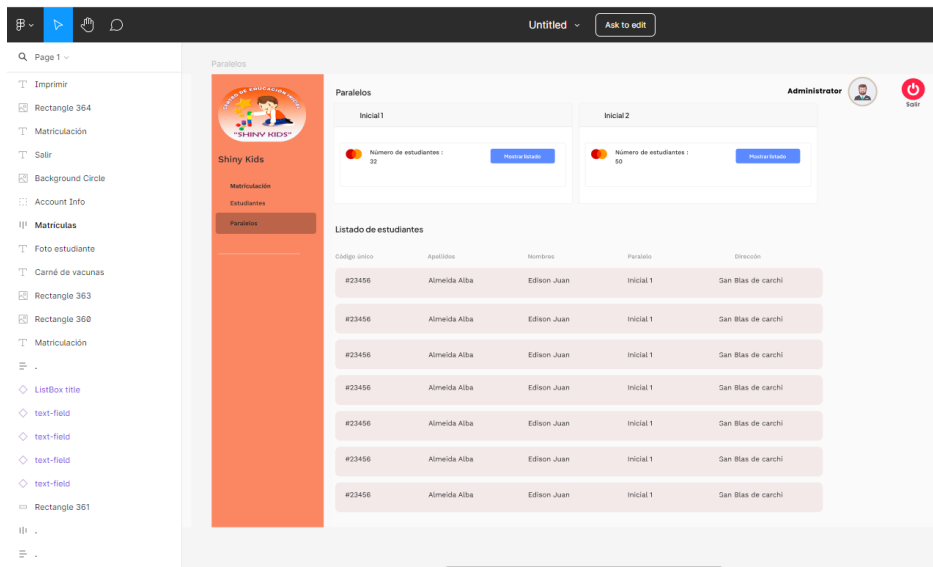 Untitled
Ask to edit
Page 1
Imprimir
Rectangle 364
Matriculación
Salir
Background Circle
Account Info
Matrículas
Foto estudiante
Carné de vacunas
Rectangle 363
Rectangle 360
Matriculación
.
ListBox title
text-field
text-field
text-field
text-field
Rectangle 361
.
.
Paralelos
CENTRO DE EDUCACIÓN INICIAL
"SHINY KIDS"
Shiny Kids
Matriculación
Estudiantes
Paralelos
Paralelos
Administrator
Salir
Inicial 1
Número de estudiantes :
32
Mostrar listado
Inicial 2
Número de estudiantes :
50
Mostrar listado
Listado de estudiantes
Código único Apellidos Nombres Paralelo Direccón
#23456 Almeida Alba Edison Juan Inicial 1 San Blas de carchi
#23456 Almeida Alba Edison Juan Inicial 1 San Blas de carchi
#23456 Almeida Alba Edison Juan Inicial 1 San Blas de carchi
#23456 Almeida Alba Edison Juan Inicial 1 San Blas de carchi
#23456 Almeida Alba Edison Juan Inicial 1 San Blas de carchi
#23456 Almeida Alba Edison Juan Inicial 1 San Blas de carchi
#23456 Almeida Alba Edison Juan Inicial 1 San Blas de carchi